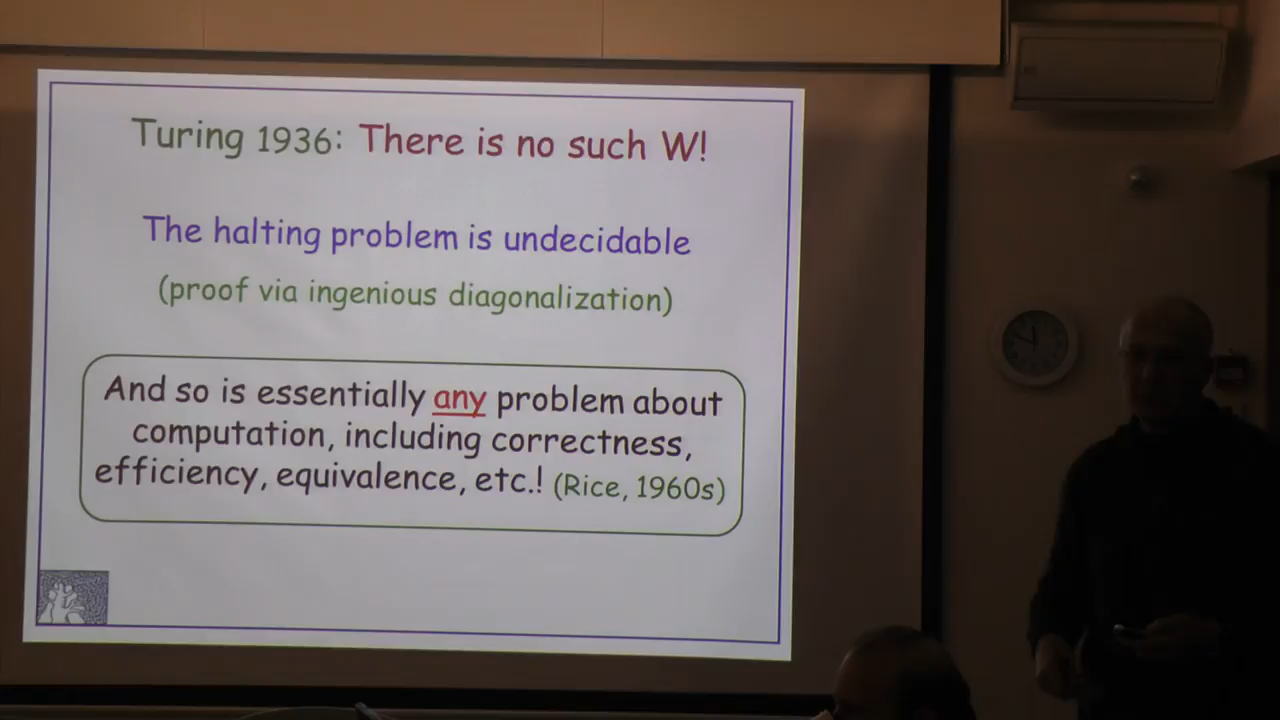 Turing 1936: There is no such W!
The halting problem is undecidable
(proof via ingenious diagonalization)
And so is essentially any problem about
computation, including correctness,
efficiency, equivalence, etc.! (Rice, 1960s)